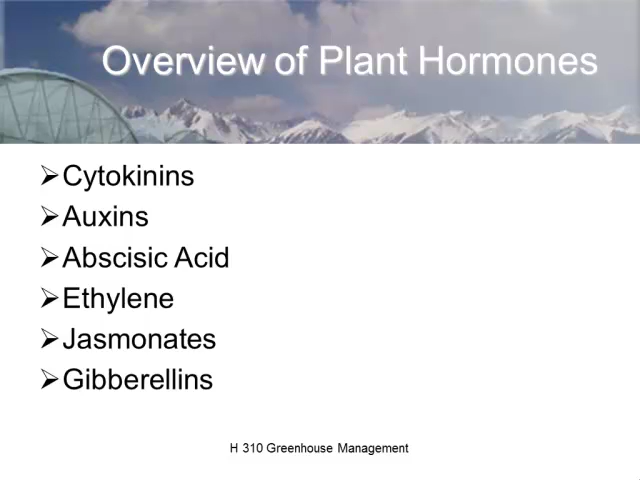 Overview of Plant Hormones
➢Cytokinins
➢Auxins
➢Abscisic Acid
➢Ethylene
➢Jasmonates
➢Gibberellins
H 310 Greenhouse Management